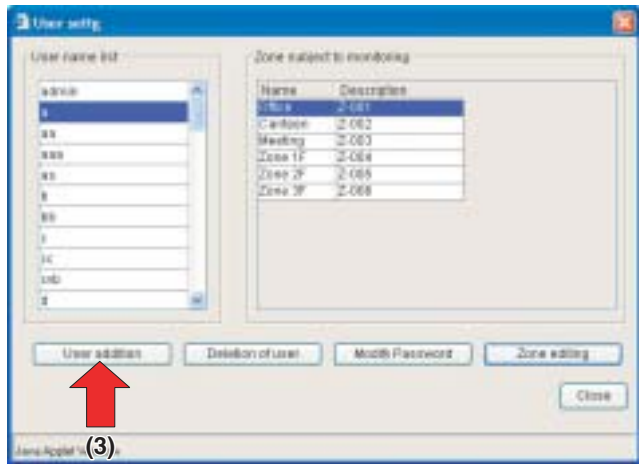 User settg
User name list
Zone subject to monitoring
admin
Name Description
a
Office Z-001
Canteen Z-002
aa
Meeting Z-003
aaa
Zone 1F Z-004
as
Zone 2F Z-005
Zone 3F Z-006
bb
d
User addition Deletion of user Modify Password Zone editing
Close
(3)
Java Applet